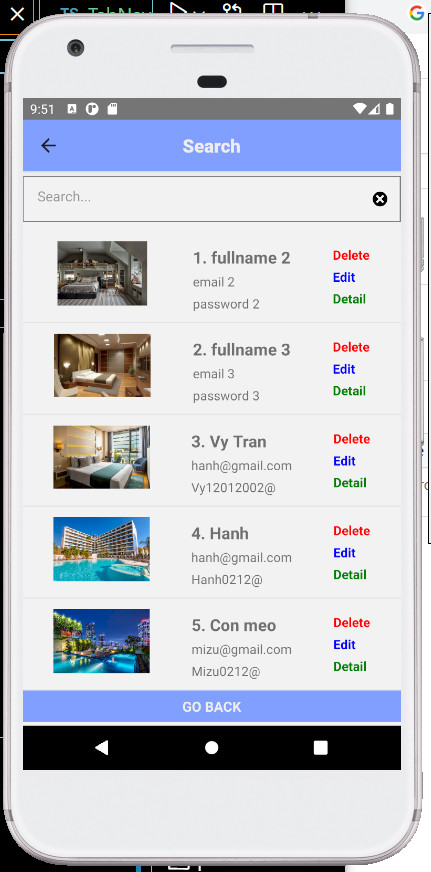 TS TabNav
9:51
Search
Search...
1. fullname 2
email 2
password 2
Delete
Edit
Detail
2. fullname 3
email 3
password 3
Delete
Edit
Detail
3. Vy Tran
hanh@gmail.com
Vy12012002@
Delete
Edit
Detail
4. Hanh
hanh@gmail.com
Hanh0212@
Delete
Edit
Detail
5. Con meo
mizu@gmail.com
Mizu0212@
Delete
Edit
Detail
GO BACK